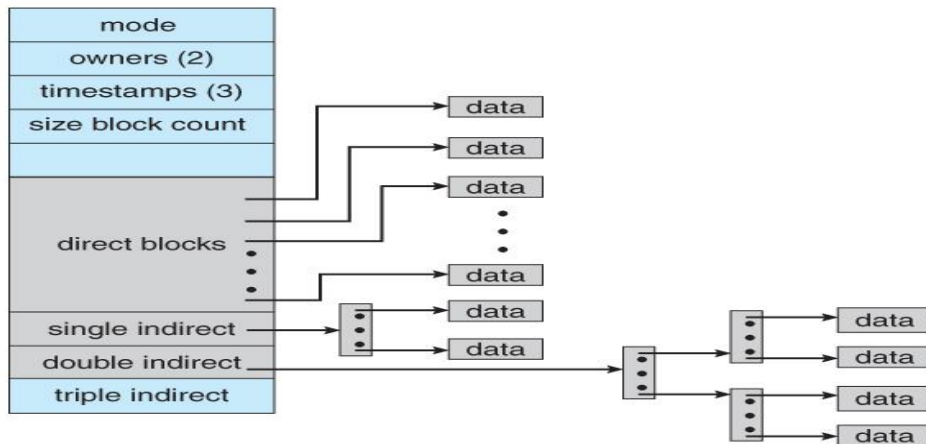 mode
owners (2)
timestamps (3)
size block count
data
data
data
direct blocks
data
data
single indirect
data
double indirect
triple indirect
data
data
data
data